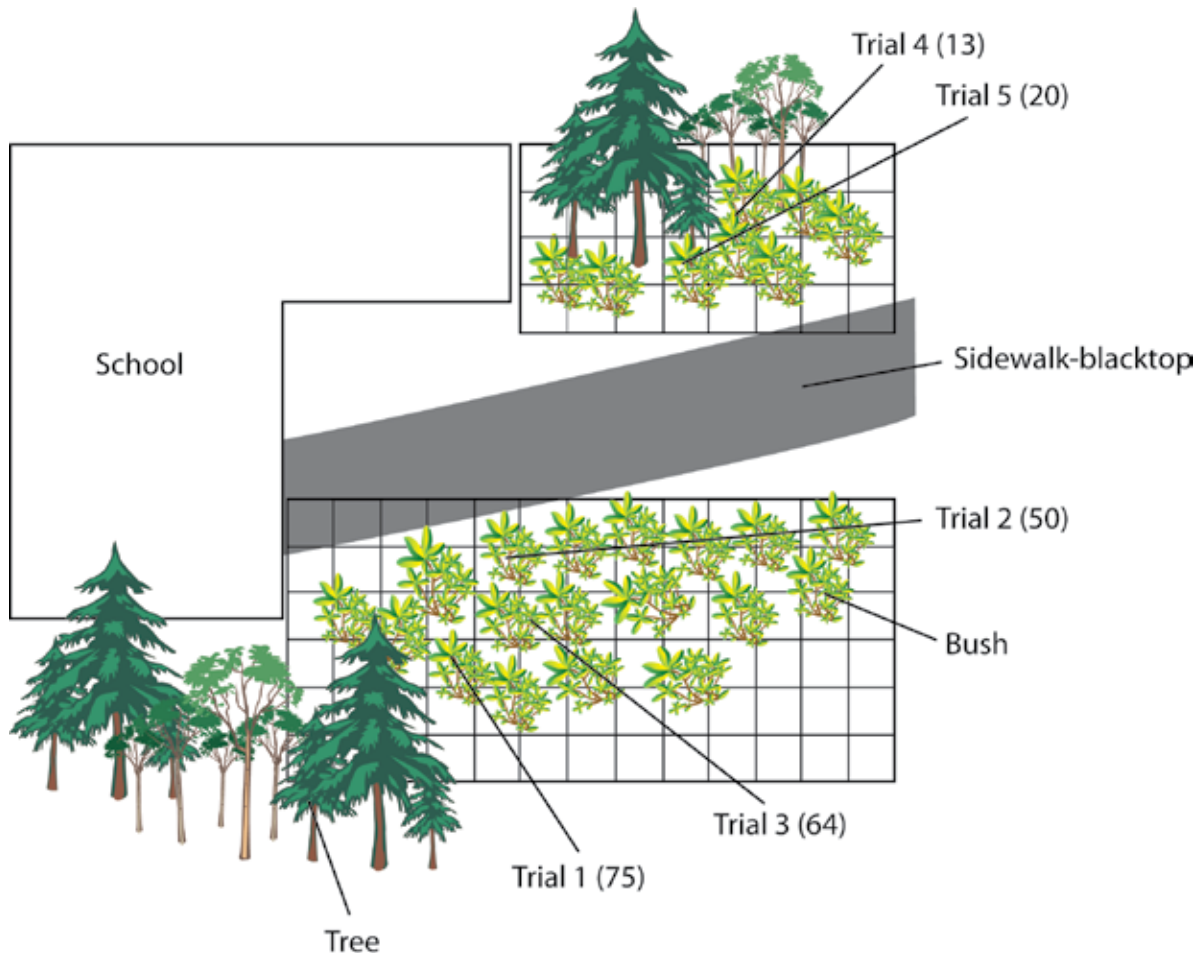 Trial 4 (13)
Trial 5 (20)
School
Sidewalk-blacktop
Trial 2 (50)
Bush
Trial 3 (64)
Trial 1 (75)
Tree